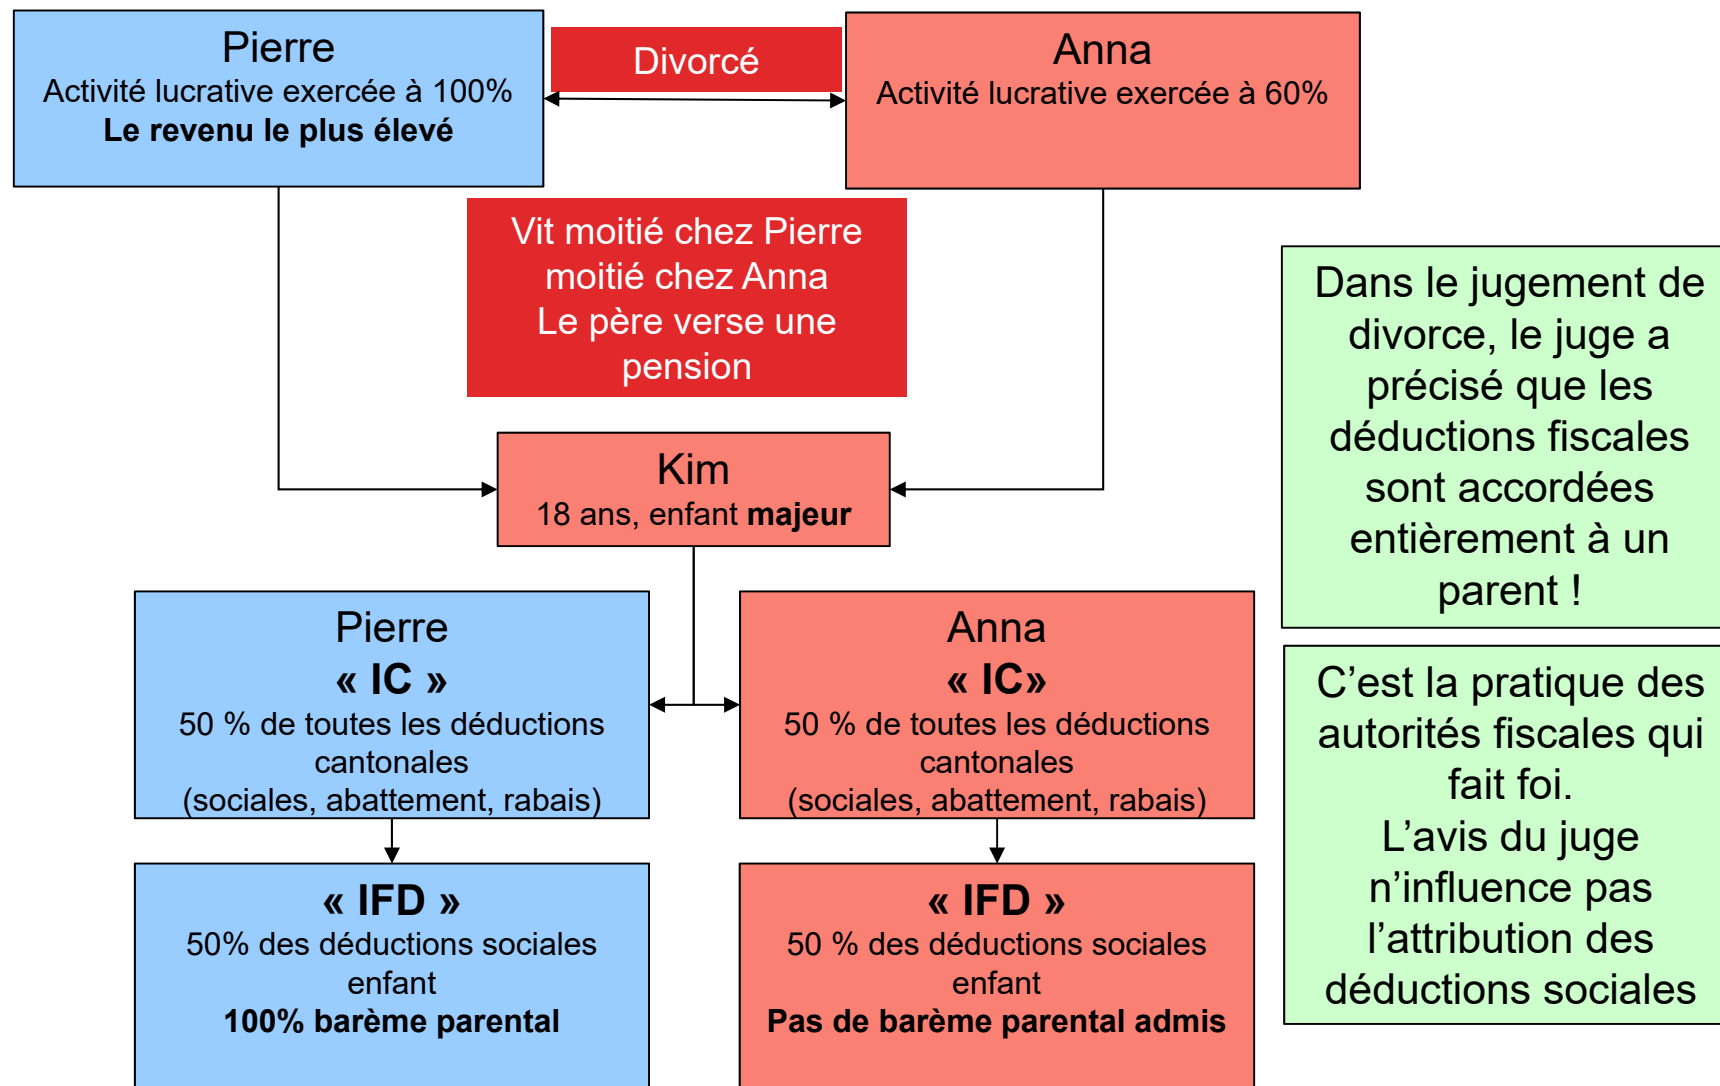 Pierre
Activité lucrative exercée à 100%
Le revenu le plus élevé
Divorcé
Anna
Activité lucrative exercée à 60%
Vit moitié chez Pierre
moitié chez Anna
Le père verse une
pension
Kim
18 ans, enfant majeur
Pierre
« IC »
50 % de toutes les déductions
cantonales
(sociales, abattement, rabais)
Anna
« IC»
50 % de toutes les déductions
cantonales
(sociales, abattement, rabais)
« IFD »
50% des déductions sociales
enfant
100% barème parental
« IFD »
50 % des déductions sociales
enfant
Pas de barème parental admis
Dans le jugement de
divorce, le juge a
précisé que les
déductions fiscales
sont accordées
entièrement à un
parent !
C’est la pratique des
autorités fiscales qui
fait foi.
L’avis du juge
n’influence pas
l’attribution des
déductions sociales